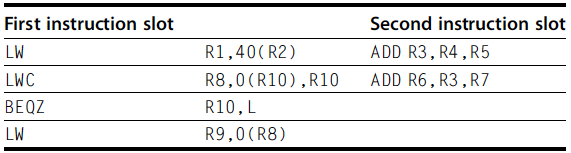 First instruction slot Second instruction slot
LW R1,40(R2) ADD R3,R4,R5
LWC R8,0(R10),R10 ADD R6,R3,R7
BEQZ R10,L
LW R9,0(R8)